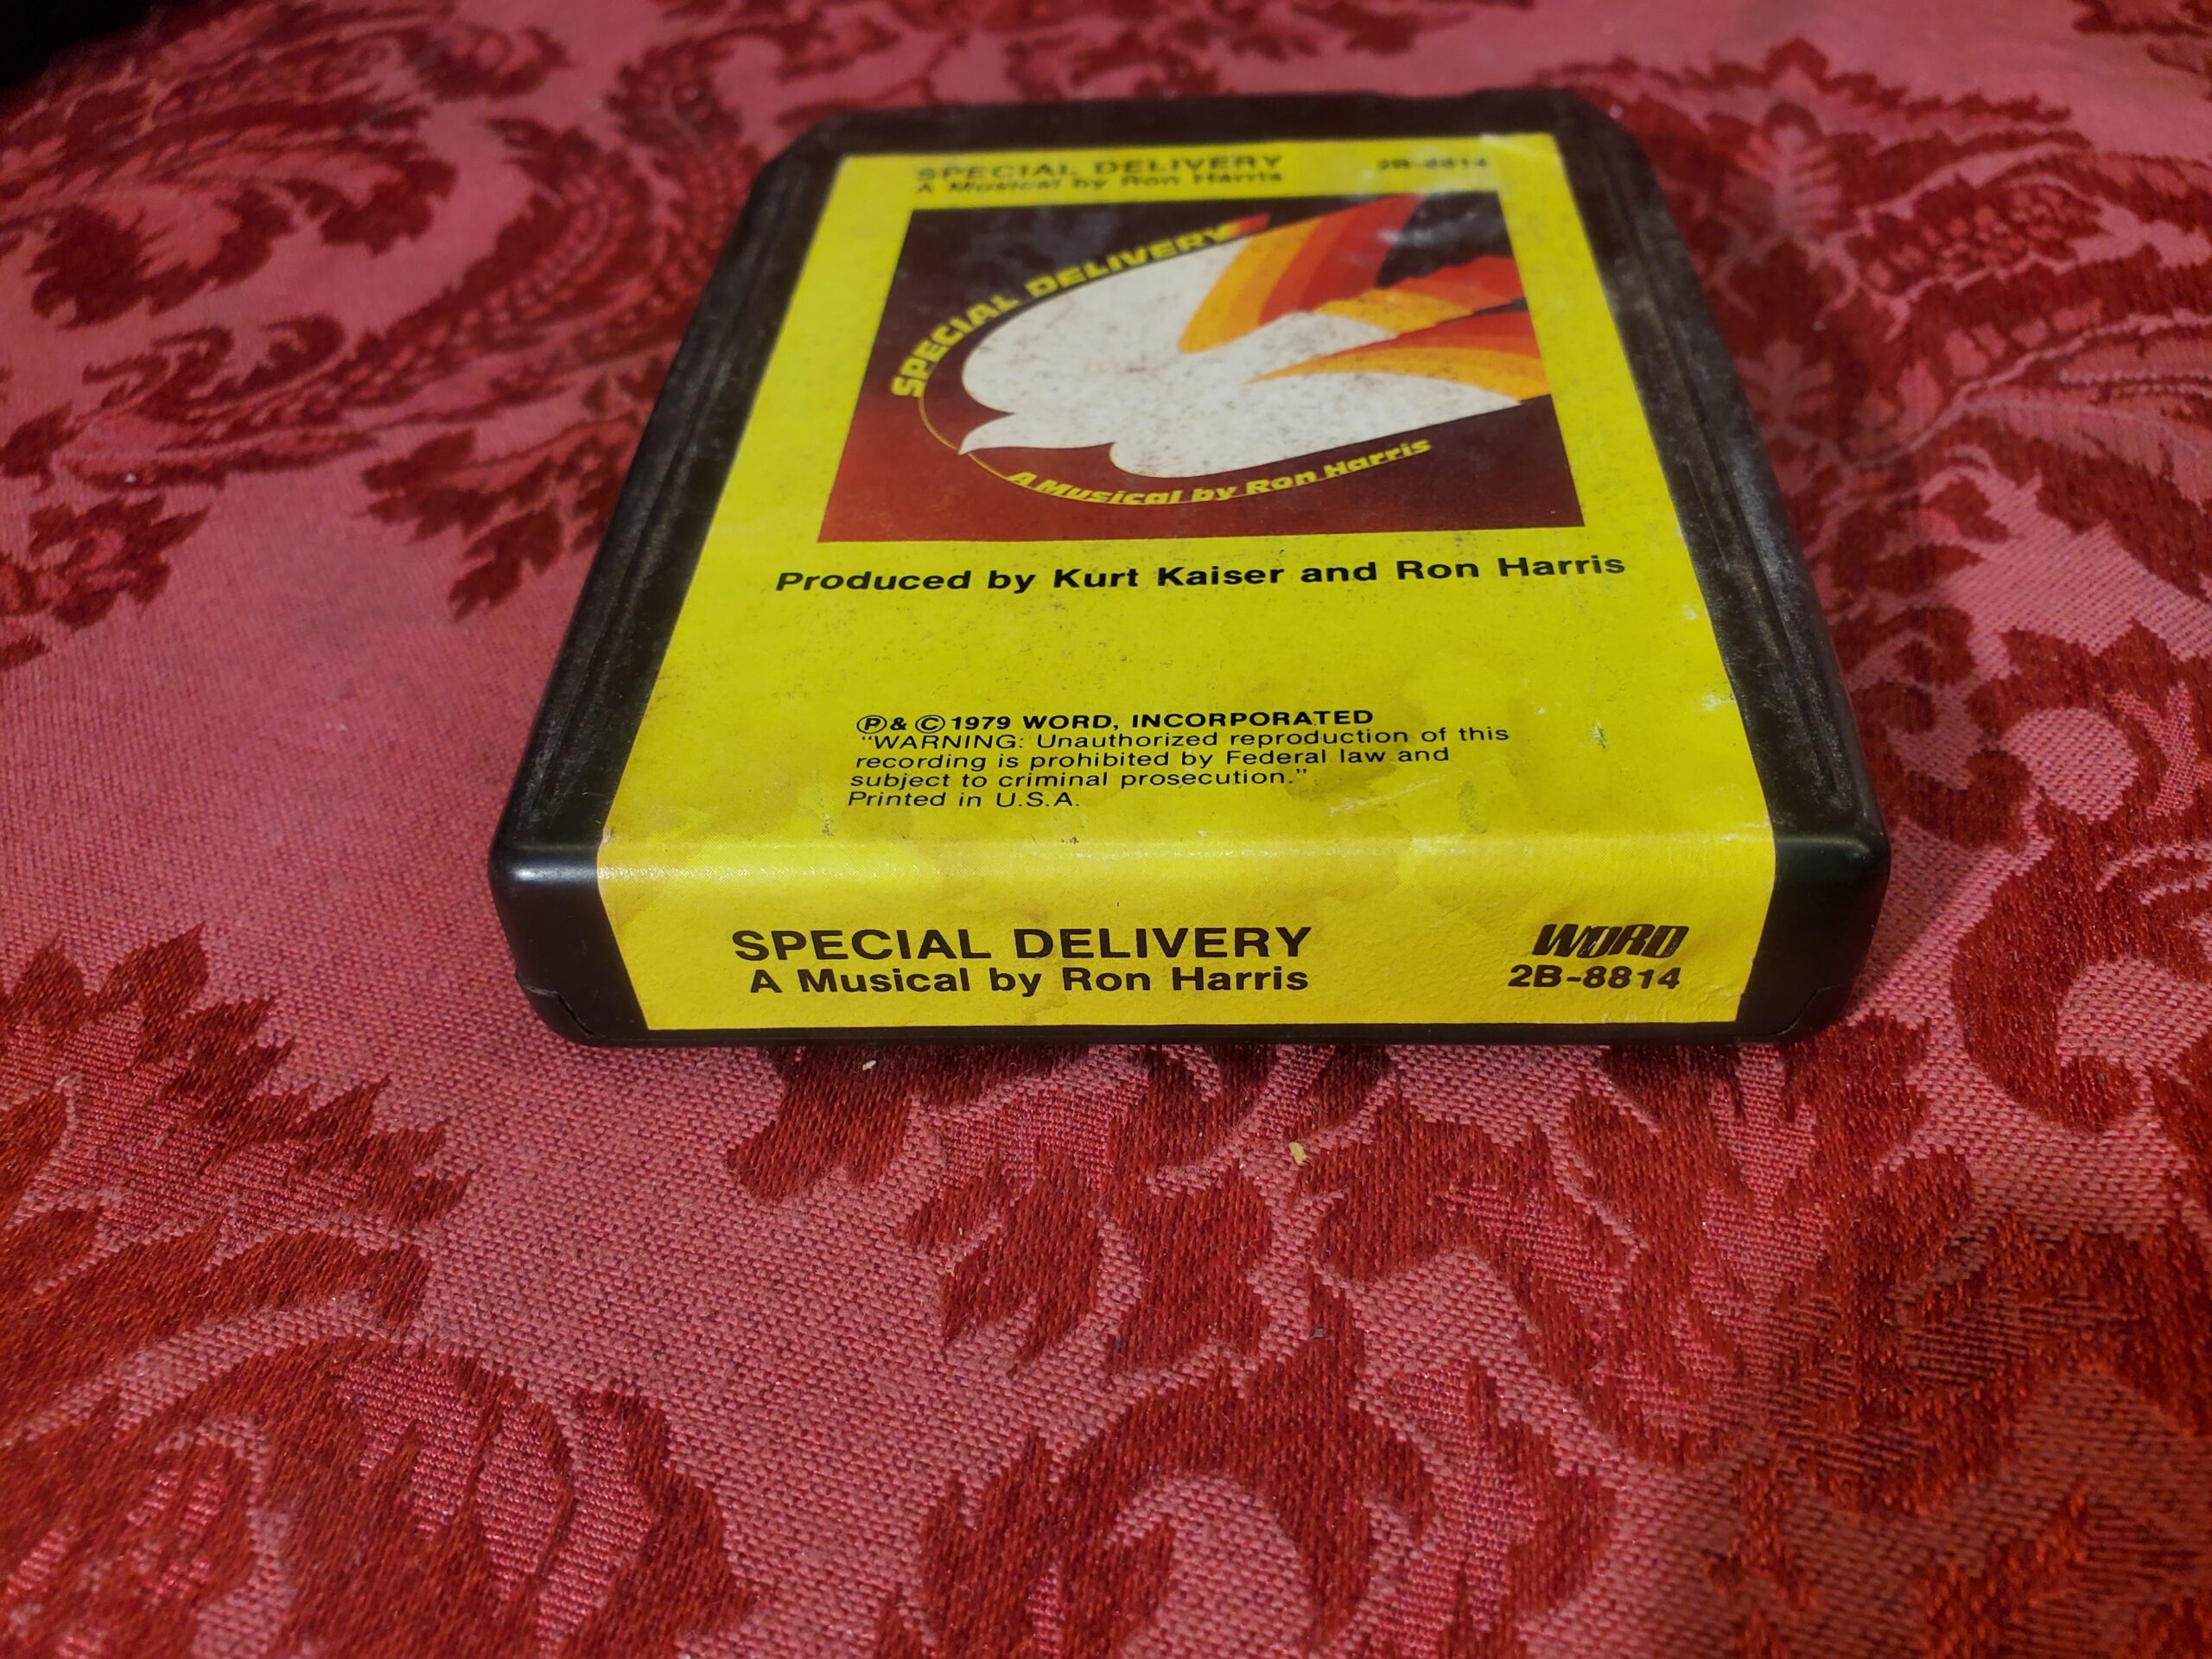 SPECIAL DELIVERY 2B-8814
A Musical by Ron Harris
SPECIAL DELIVERY
A Musical by Ron Harris
Produced by Kurt Kaiser and Ron Harris
Ⓟ & © 1979 WORD, INCORPORATED
“WARNING: Unauthorized reproduction of this
recording is prohibited by Federal law and
subject to criminal prosecution.”
Printed in U.S.A.
SPECIAL DELIVERY WORD
A Musical by Ron Harris 2B-8814